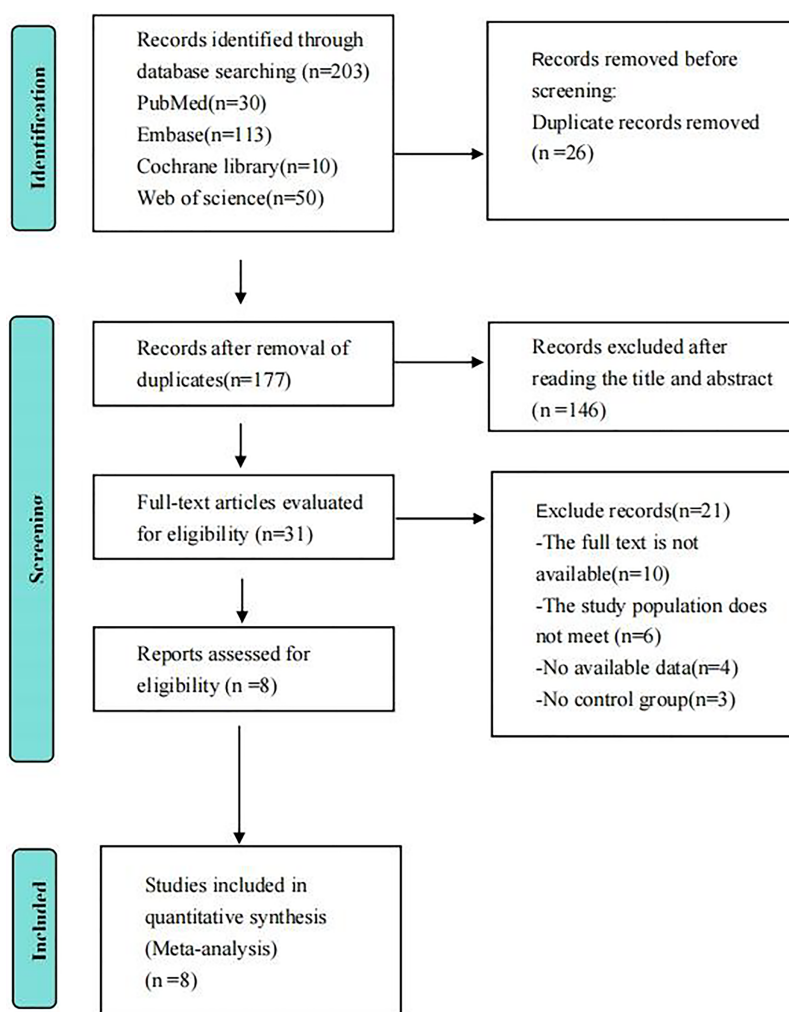 Identification
Records identified through
database searching (n=203)
PubMed(n=30)
Embase(n=113)
Cochrane library(n=10)
Web of science(n=50)
Records removed before
screening:
Duplicate records removed
(n =26)
Screening
Records after removal of
duplicates(n=177)
Records excluded after
reading the title and abstract
(n =146)
Full-text articles evaluated
for eligibility (n=31)
Exclude records(n=21)
-The full text is not
available(n=10)
-The study population does
not meet (n=6)
-No available data(n=4)
-No control group(n=3)
Reports assessed for
eligibility (n =8)
Included
Studies included in
quantitative synthesis
(Meta-analysis)
(n =8)